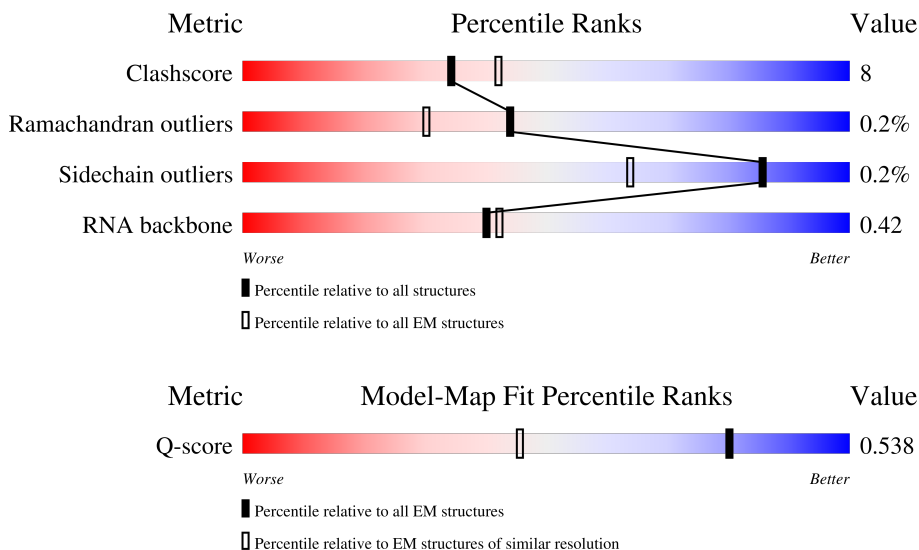 Metric Percentile Ranks Value
Clashscore 8
Ramachandran outliers 0.2%
Sidechain outliers 0.2%
RNA backbone 0.42
Worse Better
Percentile relative to all structures
Percentile relative to all EM structures
Metric Model-Map Fit Percentile Ranks Value
Q-score 0.538
Worse Better
Percentile relative to all EM structures
Percentile relative to EM structures of similar resolution